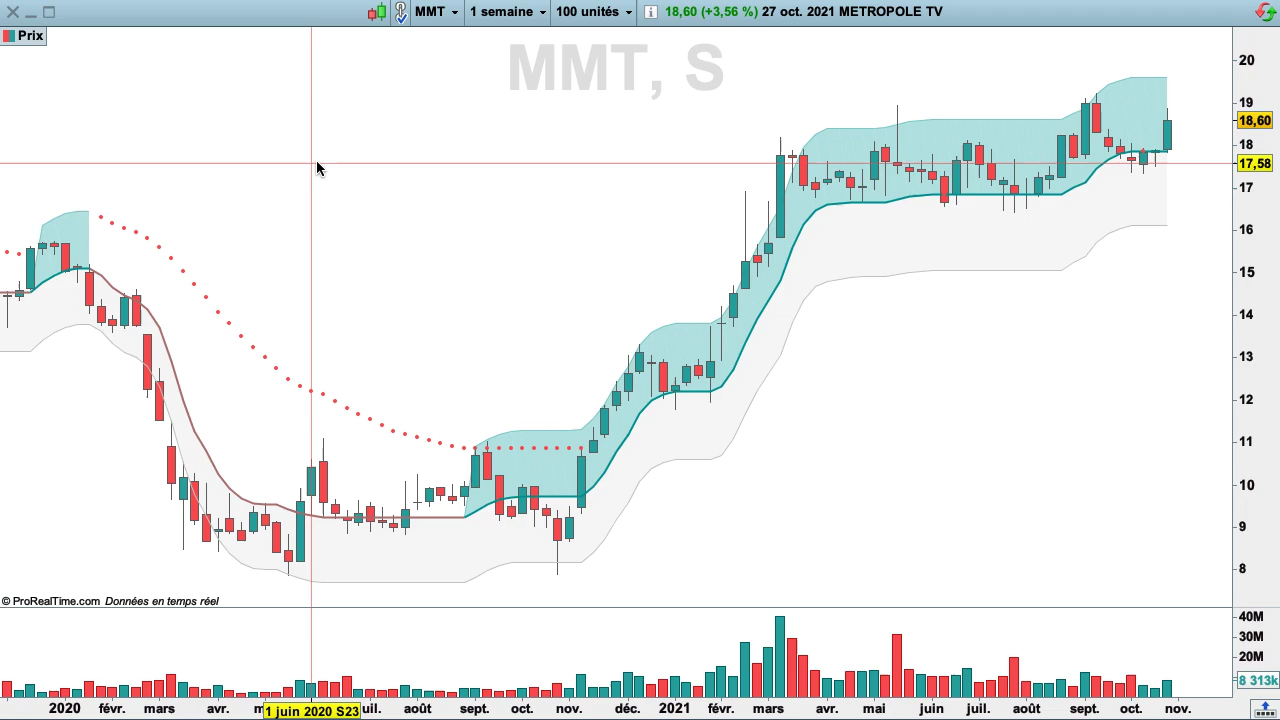 MMT 1 semaine 100 unités 18,60 (+3,56 %) 27 oct. 2021 METROPOLE TV
Prix
MMT, S
20
19
18,60
18
17,58
17
16
15
14
13
12
11
10
9
8
© ProRealTime.com Données en temps réel
40M
30M
20M
8 313k
2020 févr. mars avr. 1 juin 2020 S23 uil. août sept. oct. nov. déc. 2021 févr. mars mai juin juil. août sept. oct. nov.